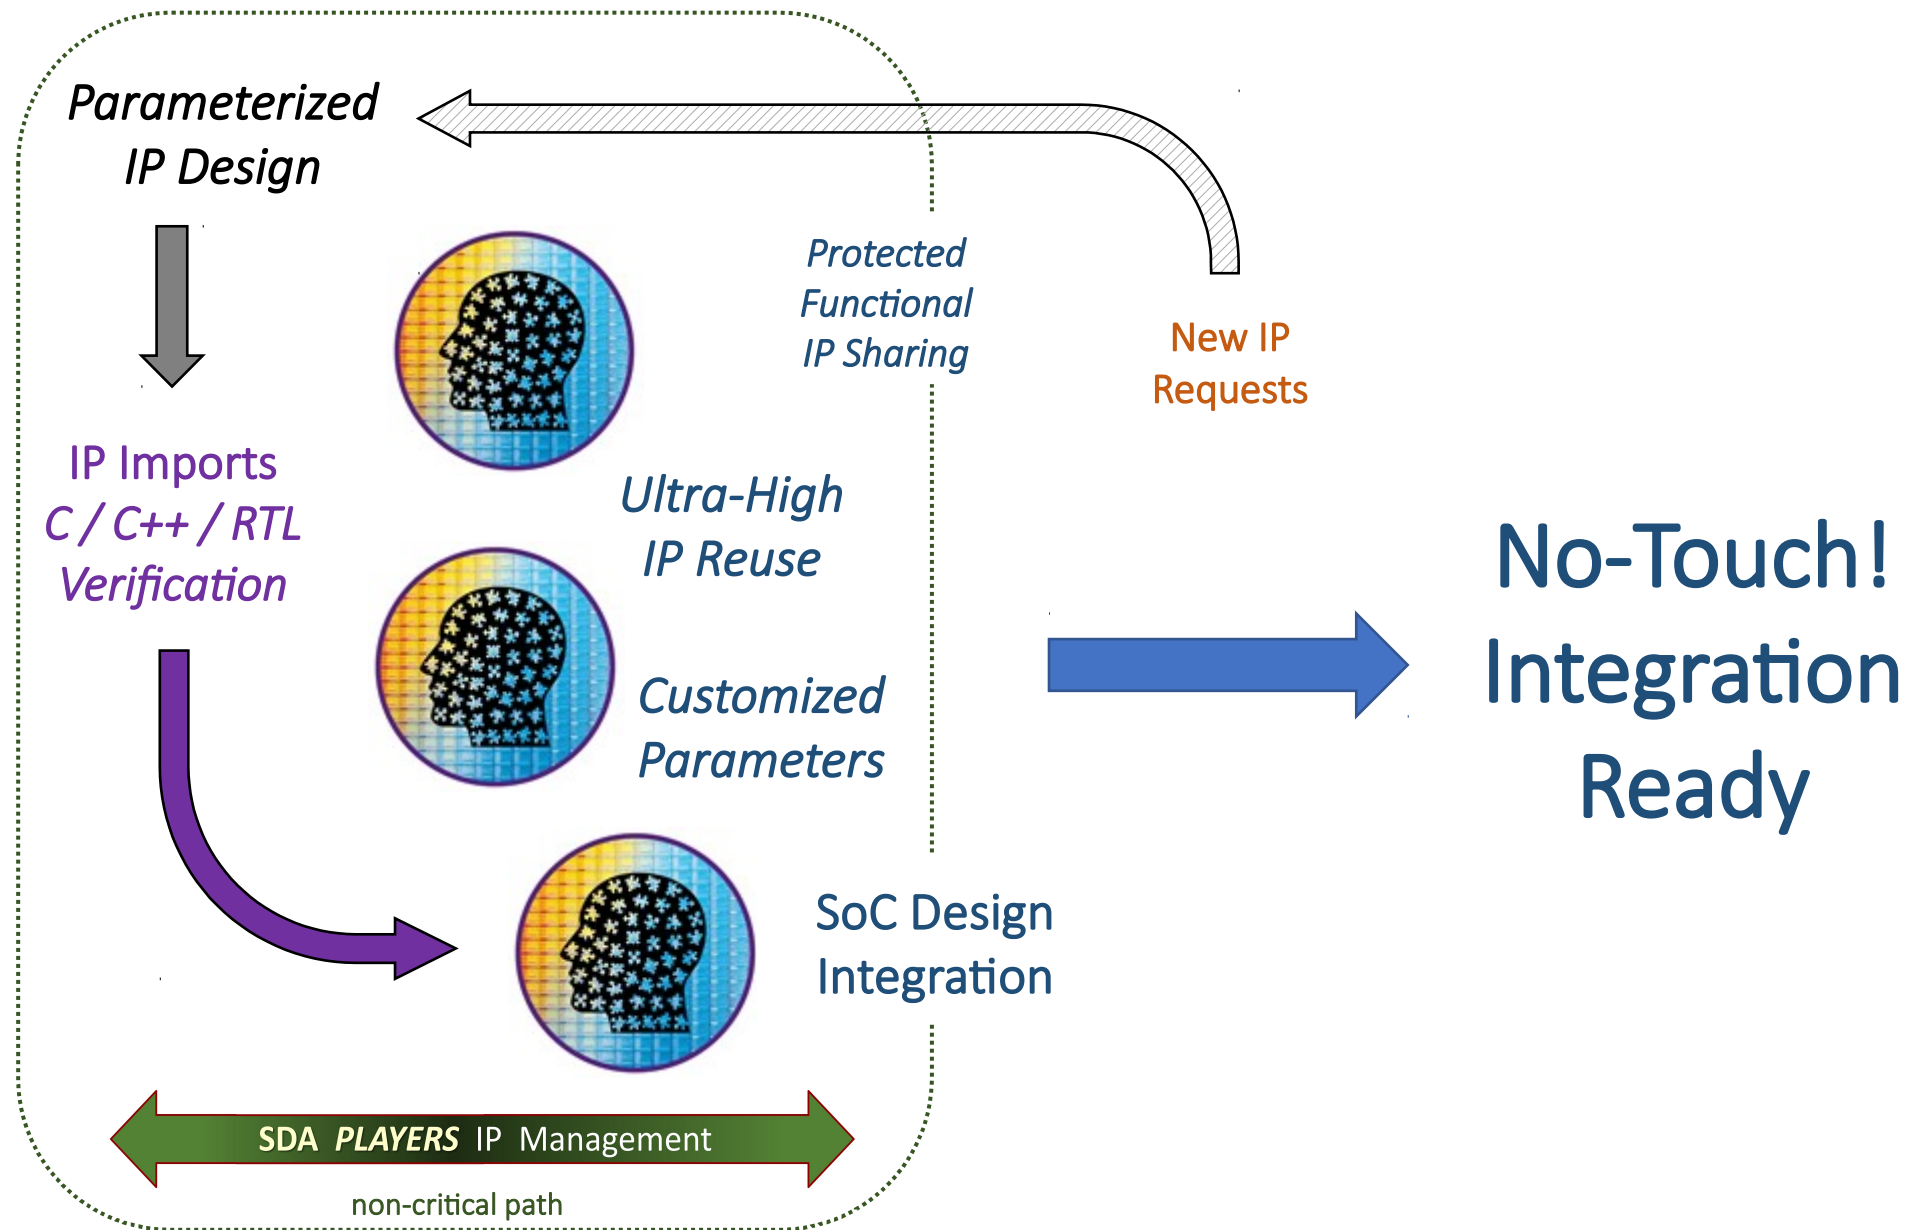 Parameterized
IP Design
Protected
Functional
IP Sharing
New IP
Requests
IP Imports
C / C++ / RTL
Verification
Ultra-High
IP Reuse
Customized
Parameters
No-Touch!
Integration
Ready
SoC Design
Integration
SDA PLAYERS IP Management
non-critical path